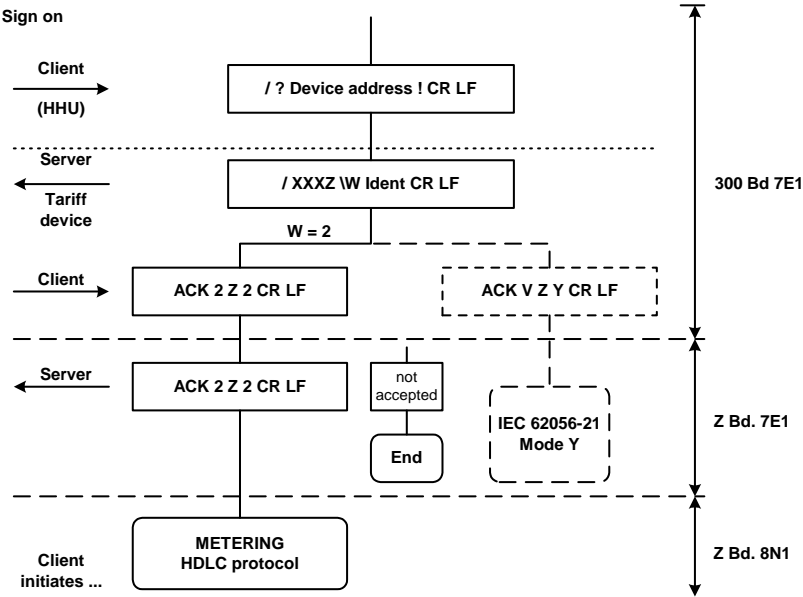 Sign on
Client
(HHU)
/ ? Device address ! CR LF
Server
Tariff
device
/ XXXZ \W Ident CR LF
300 Bd 7E1
W = 2
Client
ACK 2 Z 2 CR LF
ACK V Z Y CR LF
Server
ACK 2 Z 2 CR LF
not
accepted
End
IEC 62056-21
Mode Y
Z Bd. 7E1
Client
initiates ...
METERING
HDLC protocol
Z Bd. 8N1